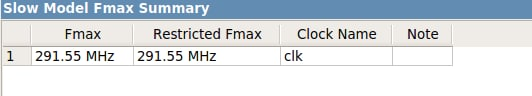 Slow Model Fmax Summary
Fmax Restricted Fmax Clock Name Note
1 291.55 MHz 291.55 MHz clk